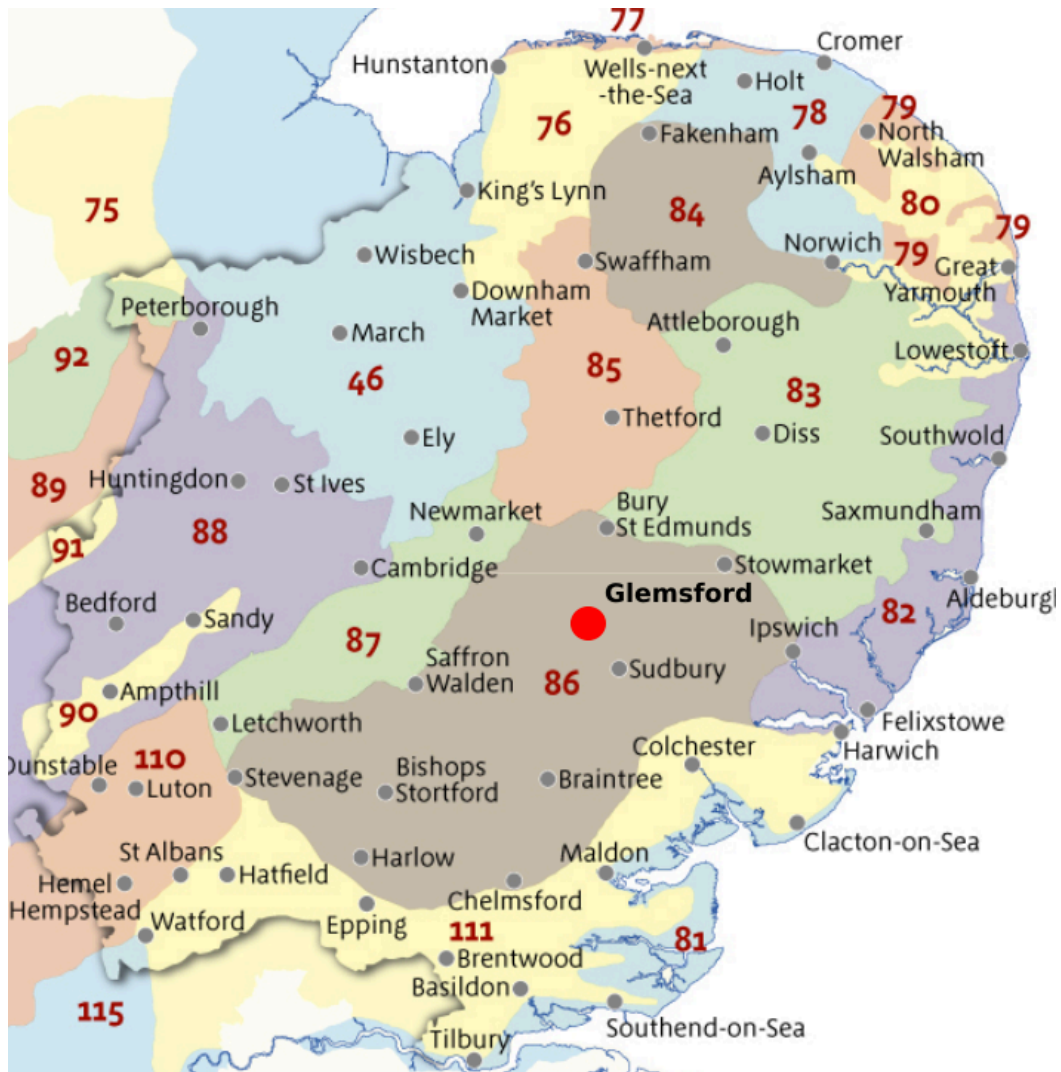 77
Cromer
Hunstanton
Wells-next
-the-Sea
Holt
76
78
79
Fakenham
North
Walsham
Aylsham
King's Lynn
75
84
80
79
Norwich
79
Wisbech
Swaffham
Great
Yarmouth
Downham
Market
Peterborough
March
Attleborough
Lowestoft
92
46
85
83
Thetford
Diss
Ely
Southwold
Huntingdon
St Ives
89
Newmarket
Bury
St Edmunds
Saxmundham
88
91
Cambridge
Stowmarket
Glemsford
Aldeburgh
Bedford
Sandy
82
87
Ipswich
Saffron
Walden
86
Sudbury
Ampthill
90
Letchworth
Felixstowe
Harwich
Colchester
110
Dunstable
Luton
Stevenage
Bishops
Stortford
Braintree
Clacton-on-Sea
St Albans
Harlow
Maldon
Hemel
Hempstead
Hatfield
Chelmsford
Watford
Epping
111
81
Brentwood
Basildon
115
Southend-on-Sea
Tilbury